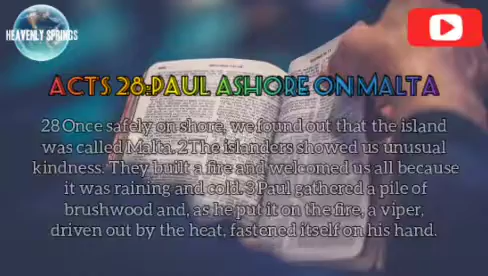 HEAVENLY SPRINGS
ACTS 28:PAUL ASHORE ON MALTA
28 Once safely on shore, we found out that the island
was called Malta. 2 The islanders showed us unusual
kindness. They built a fire and welcomed us all because
it was raining and cold. 3 Paul gathered a pile of
brushwood and, as he put it on the fire, a viper,
driven out by the heat, fastened itself on his hand.